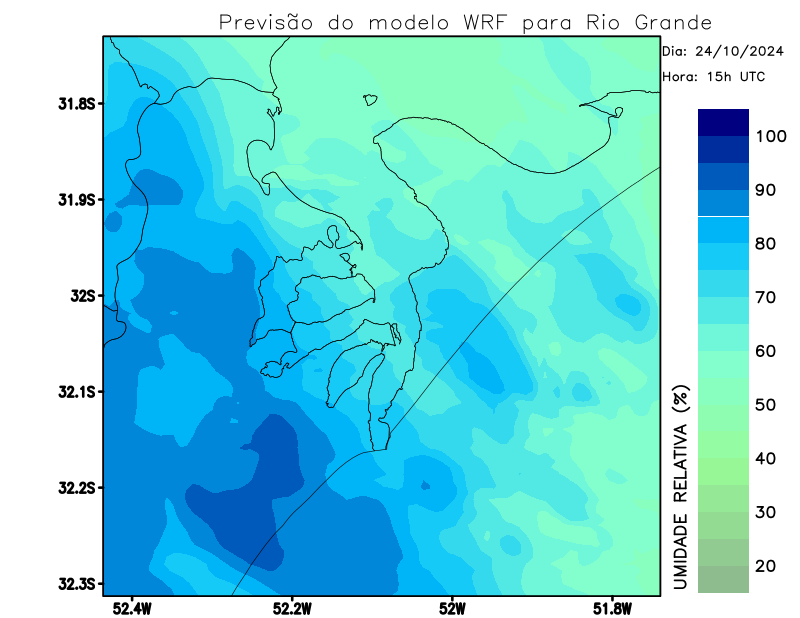 Previsão do modelo WRF para Rio Grande
Dia: 24/10/2024
Hora: 15h UTC
31.8S
31.9S
32S
32.1S
32.2S
32.3S
52.4W
52.2W
52W
51.8W
100
90
80
70
60
50
40
30
20
UMIDADE RELATIVA (%)